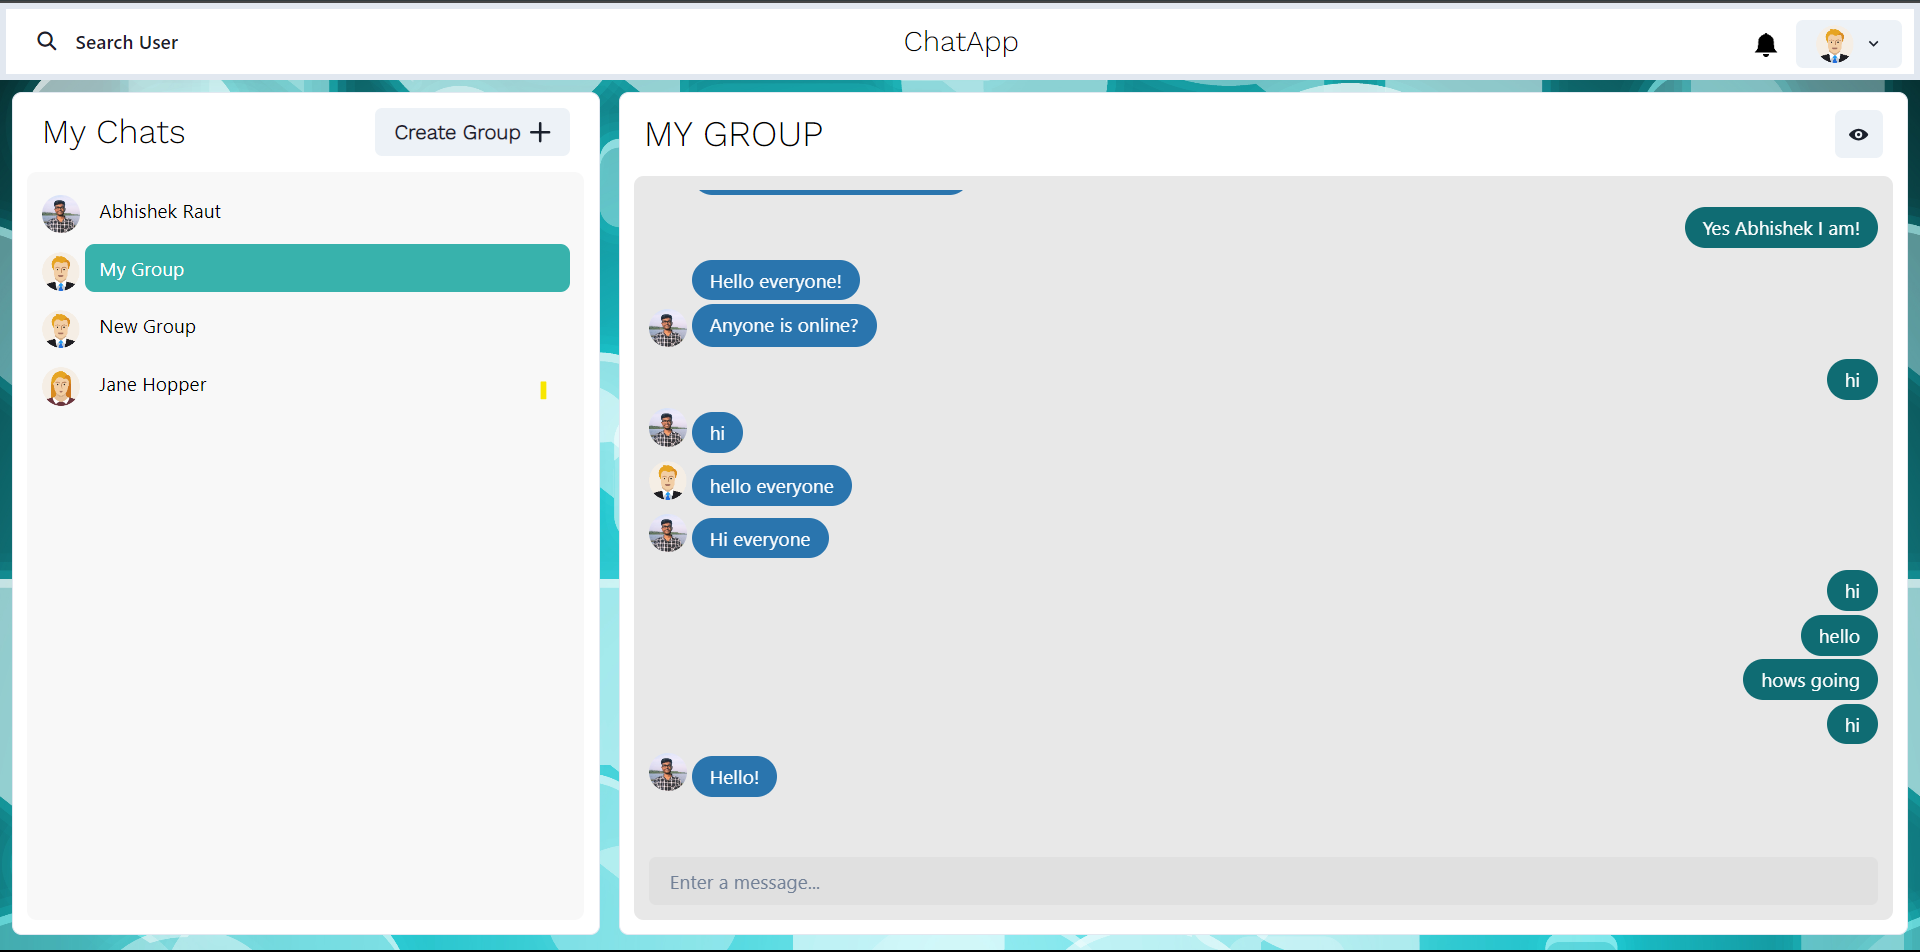 Search User
ChatApp
My Chats
Create Group
Abhishek Raut
My Group
New Group
Jane Hopper
MY GROUP
Yes Abhishek I am!
Hello everyone!
Anyone is online?
hi
hi
hello everyone
Hi everyone
hi
hello
hows going
hi
Hello!
Enter a message...